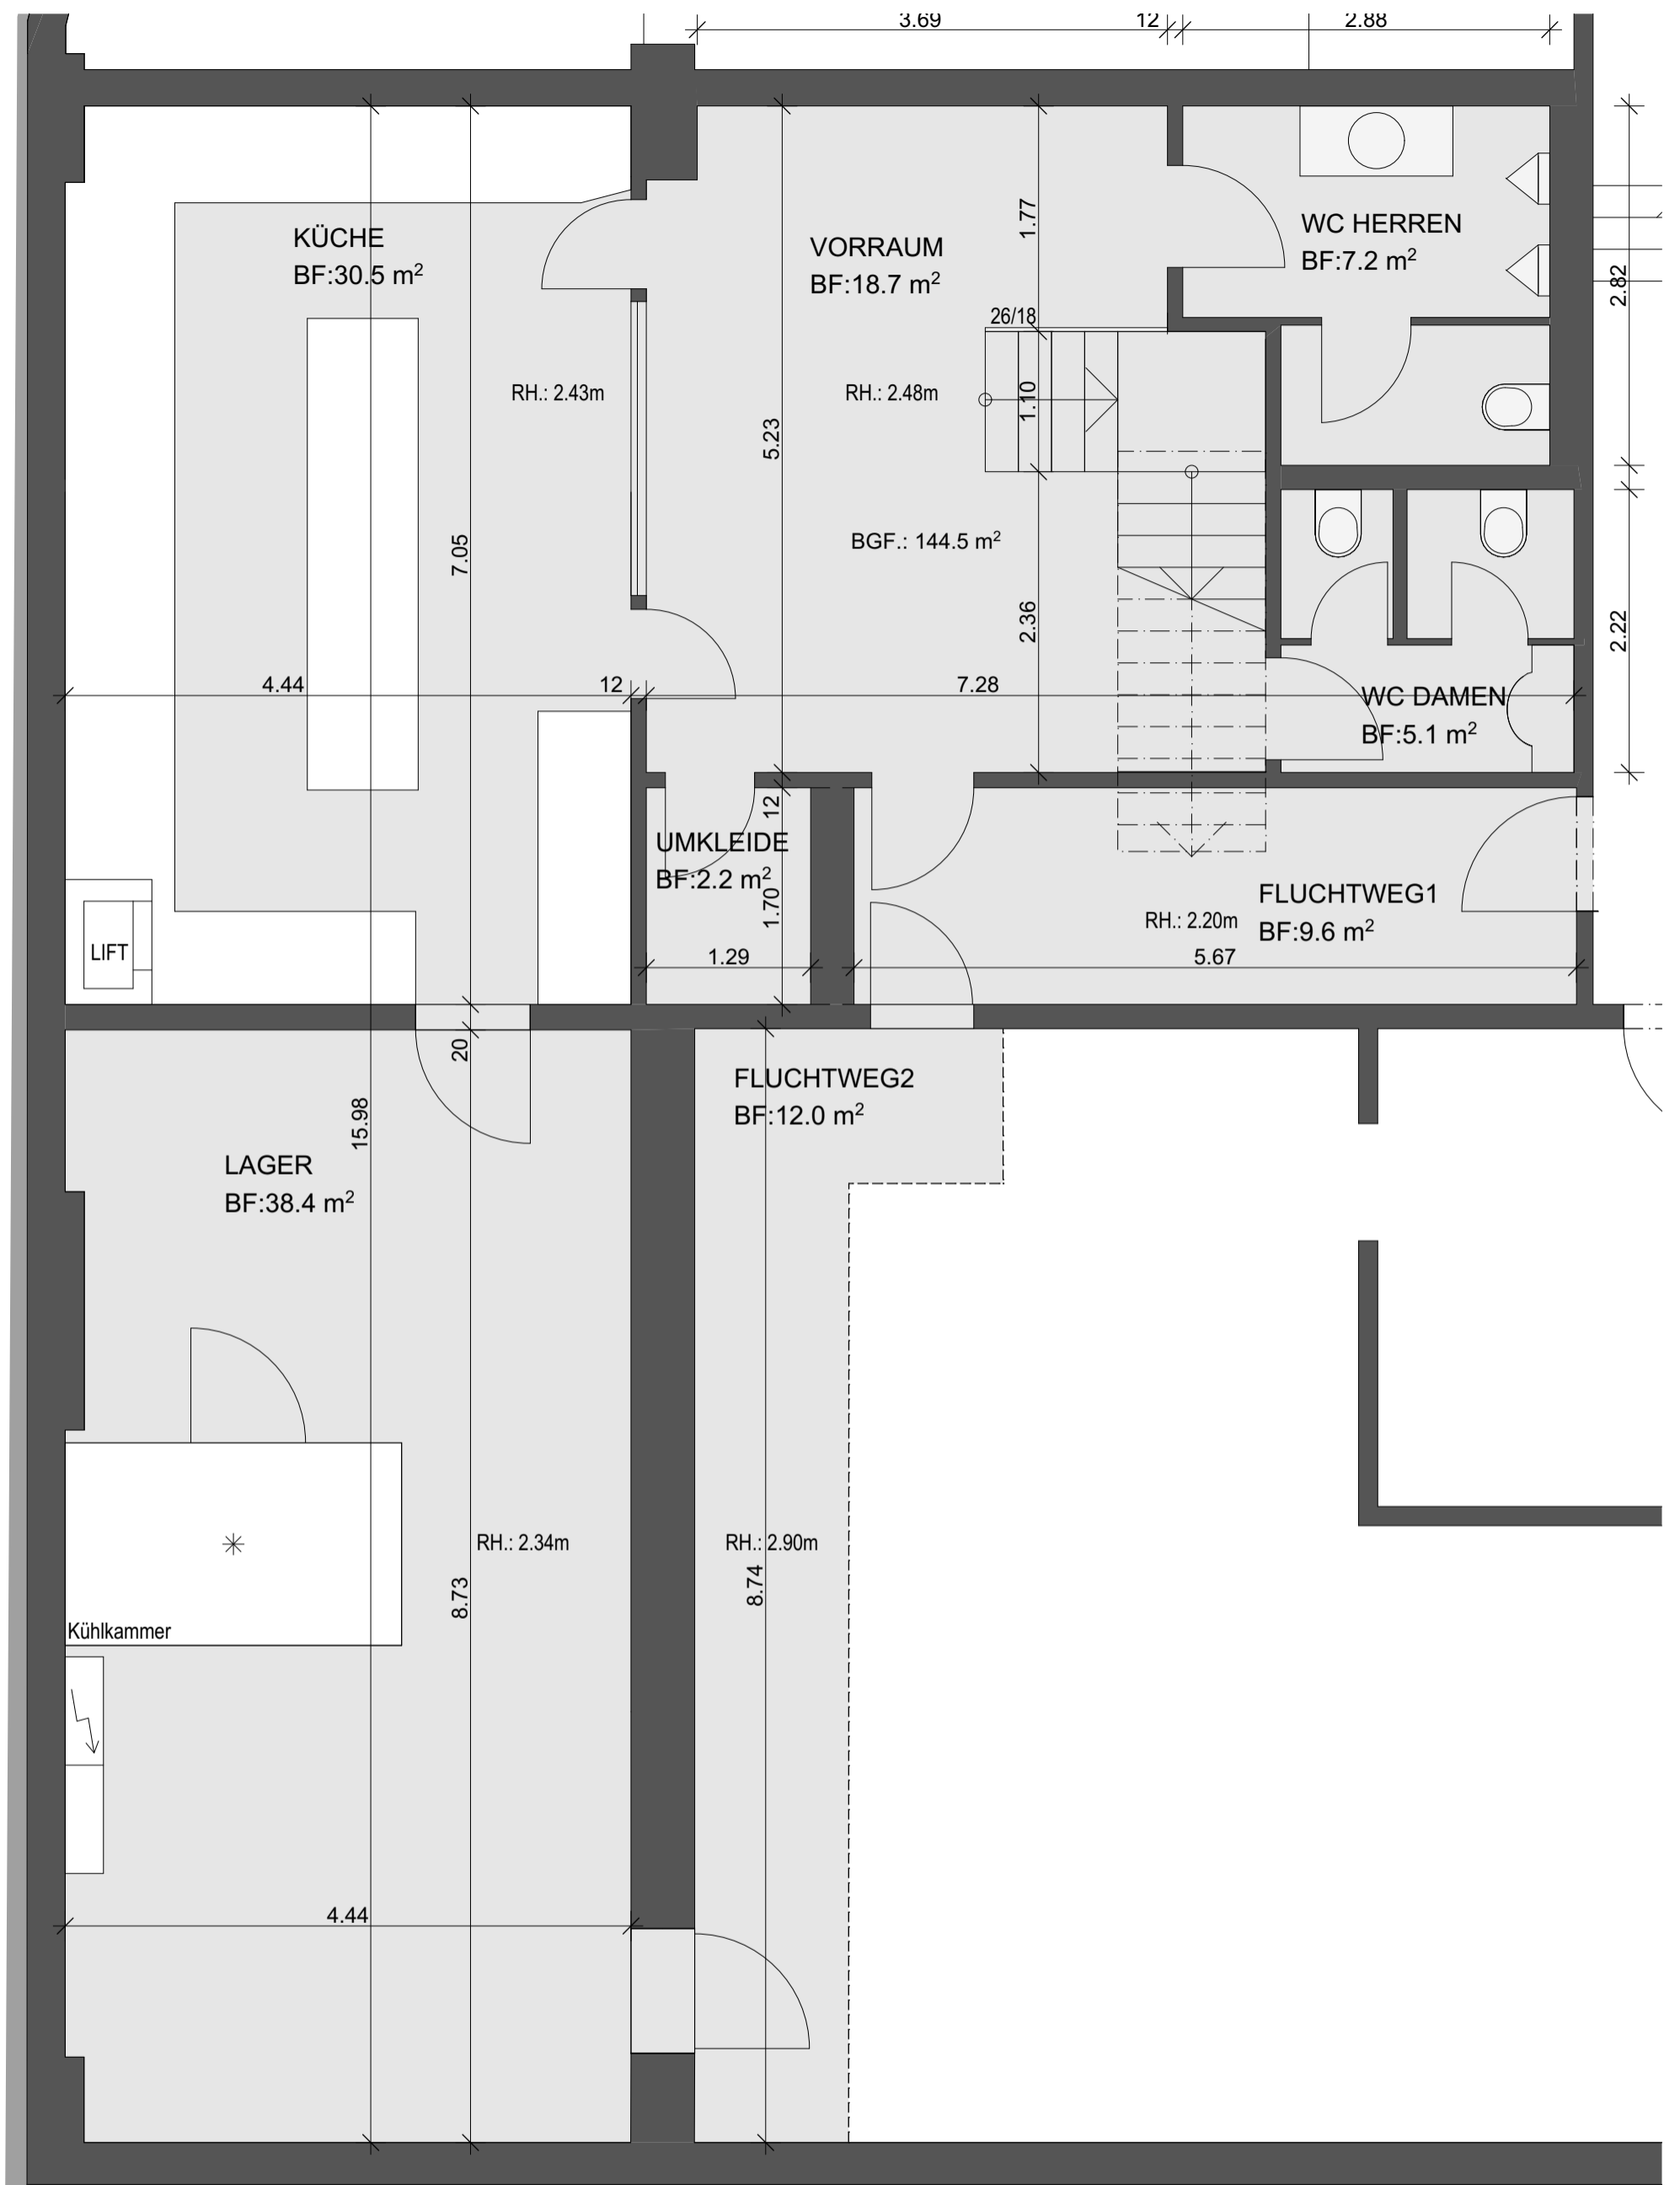 3.69
12
2.88
KÜCHE
BF:30.5 m²
VORRAUM
BF:18.7 m²
1.77
WC HERREN
BF:7.2 m²
2.82
26/18
RH.: 2.43m
RH.: 2.48m
1.10
5.23
7.05
BGF.: 144.5 m²
2.36
2.22
4.44
12
7.28
WC DAMEN
BF:5.1 m²
12
UMKLEIDE
BF:2.2 m²
1.70
FLUCHTWEG1
BF:9.6 m²
RH.: 2.20m
LIFT
1.29
5.67
20
FLUCHTWEG2
BF:12.0 m²
15.98
LAGER
BF:38.4 m²
RH.: 2.34m
RH.: 2.90m
8.73
8.74
Kühlkammer
4.44